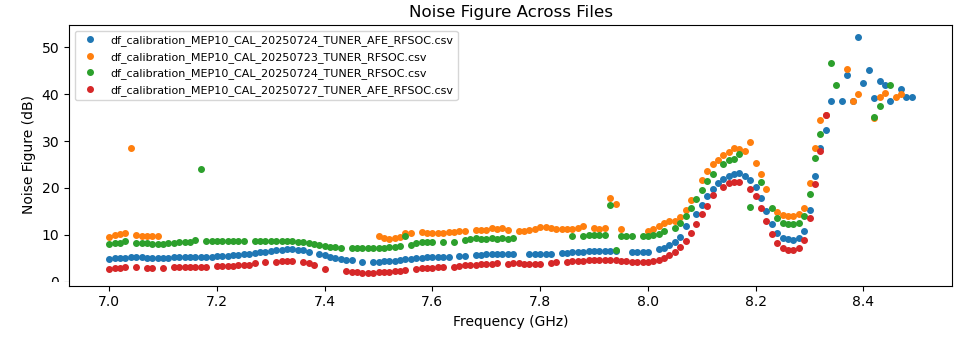 Noise Figure Across Files
df_calibration_MEP10_CAL_20250724_TUNER_AFE_RFSOC.csv
df_calibration_MEP10_CAL_20250723_TUNER_RFSOC.csv
df_calibration_MEP10_CAL_20250724_TUNER_RFSOC.csv
df_calibration_MEP10_CAL_20250727_TUNER_AFE_RFSOC.csv
Noise Figure (dB)
50
40
30
20
10
7.0 7.2 7.4 7.6 7.8 8.0 8.2 8.4
Frequency (GHz)